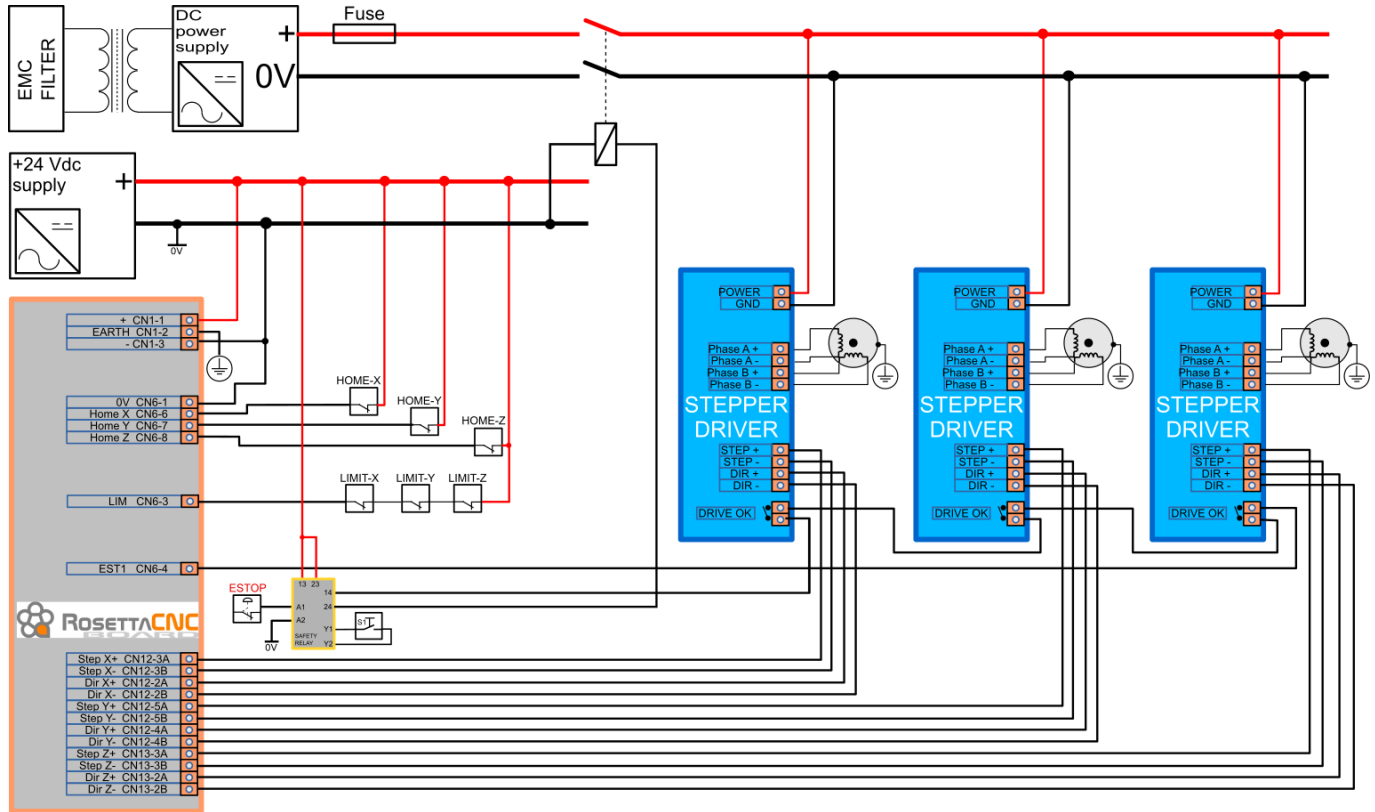 EMC
FILTER
DC
power
supply
+
0V
Fuse
+24 Vdc
supply
+
0V
+ CN1-1
EARTH CN1-2
- CN1-3
0V CN6-1
Home X CN6-6
Home Y CN6-7
Home Z CN6-8
LIM CN6-3
EST1 CN6-4
ROSETTACNC
BOARD
Step X+ CN12-3A
Step X- CN12-3B
Dir X+ CN12-2A
Dir X- CN12-2B
Step Y+ CN12-5A
Step Y- CN12-5B
Dir Y+ CN12-4A
Dir Y- CN12-4B
Step Z+ CN13-3A
Step Z- CN13-3B
Dir Z+ CN13-2A
Dir Z- CN13-2B
HOME-X
HOME-Y
HOME-Z
LIMIT-X
LIMIT-Y
LIMIT-Z
ESTOP
0V
13 23
14
A1
24
A2
Y1
SAFETY
RELAY
Y2
S1
POWER
GND
Phase A +
Phase A -
Phase B +
Phase B -
STEPPER
DRIVER
STEP +
STEP -
DIR +
DIR -
DRIVE OK
POWER
GND
Phase A +
Phase A -
Phase B +
Phase B -
STEPPER
DRIVER
STEP +
STEP -
DIR +
DIR -
DRIVE OK
POWER
GND
Phase A +
Phase A -
Phase B +
Phase B -
STEPPER
DRIVER
STEP +
STEP -
DIR +
DIR -
DRIVE OK